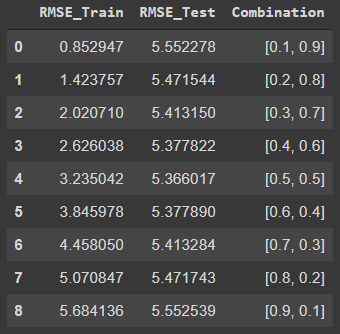 RMSE_Train RMSE_Test Combination
0 0.852947 5.552278 [0.1, 0.9]
1 1.423757 5.471544 [0.2, 0.8]
2 2.020710 5.413150 [0.3, 0.7]
3 2.626038 5.377822 [0.4, 0.6]
4 3.235042 5.366017 [0.5, 0.5]
5 3.845978 5.377890 [0.6, 0.4]
6 4.458050 5.413284 [0.7, 0.3]
7 5.070847 5.471743 [0.8, 0.2]
8 5.684136 5.552539 [0.9, 0.1]